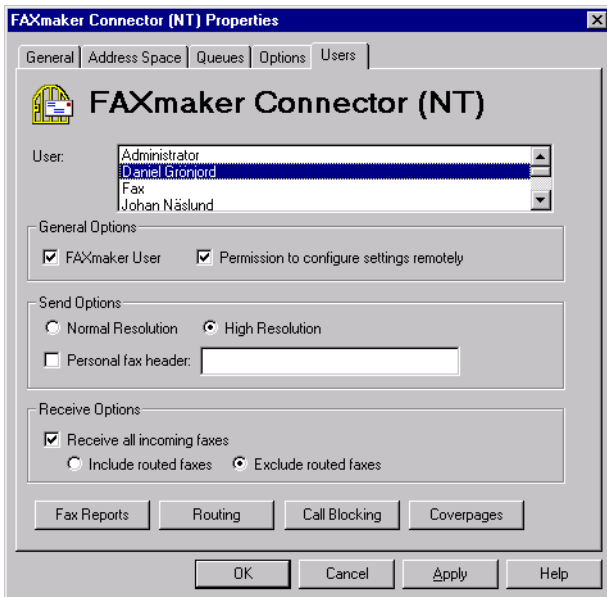 FAXmaker Connector (NT) Properties
General Address Space Queues Options Users
FAXmaker Connector (NT)
User:
Administrator
Daniel Grönjord
Fax
Johan Näslund
General Options
FAXmaker User Permission to configure settings remotely
Send Options
Normal Resolution High Resolution
Personal fax header:
Receive Options
Receive all incoming faxes
Include routed faxes Exclude routed faxes
Fax Reports Routing Call Blocking Coverpages
OK Cancel Apply Help